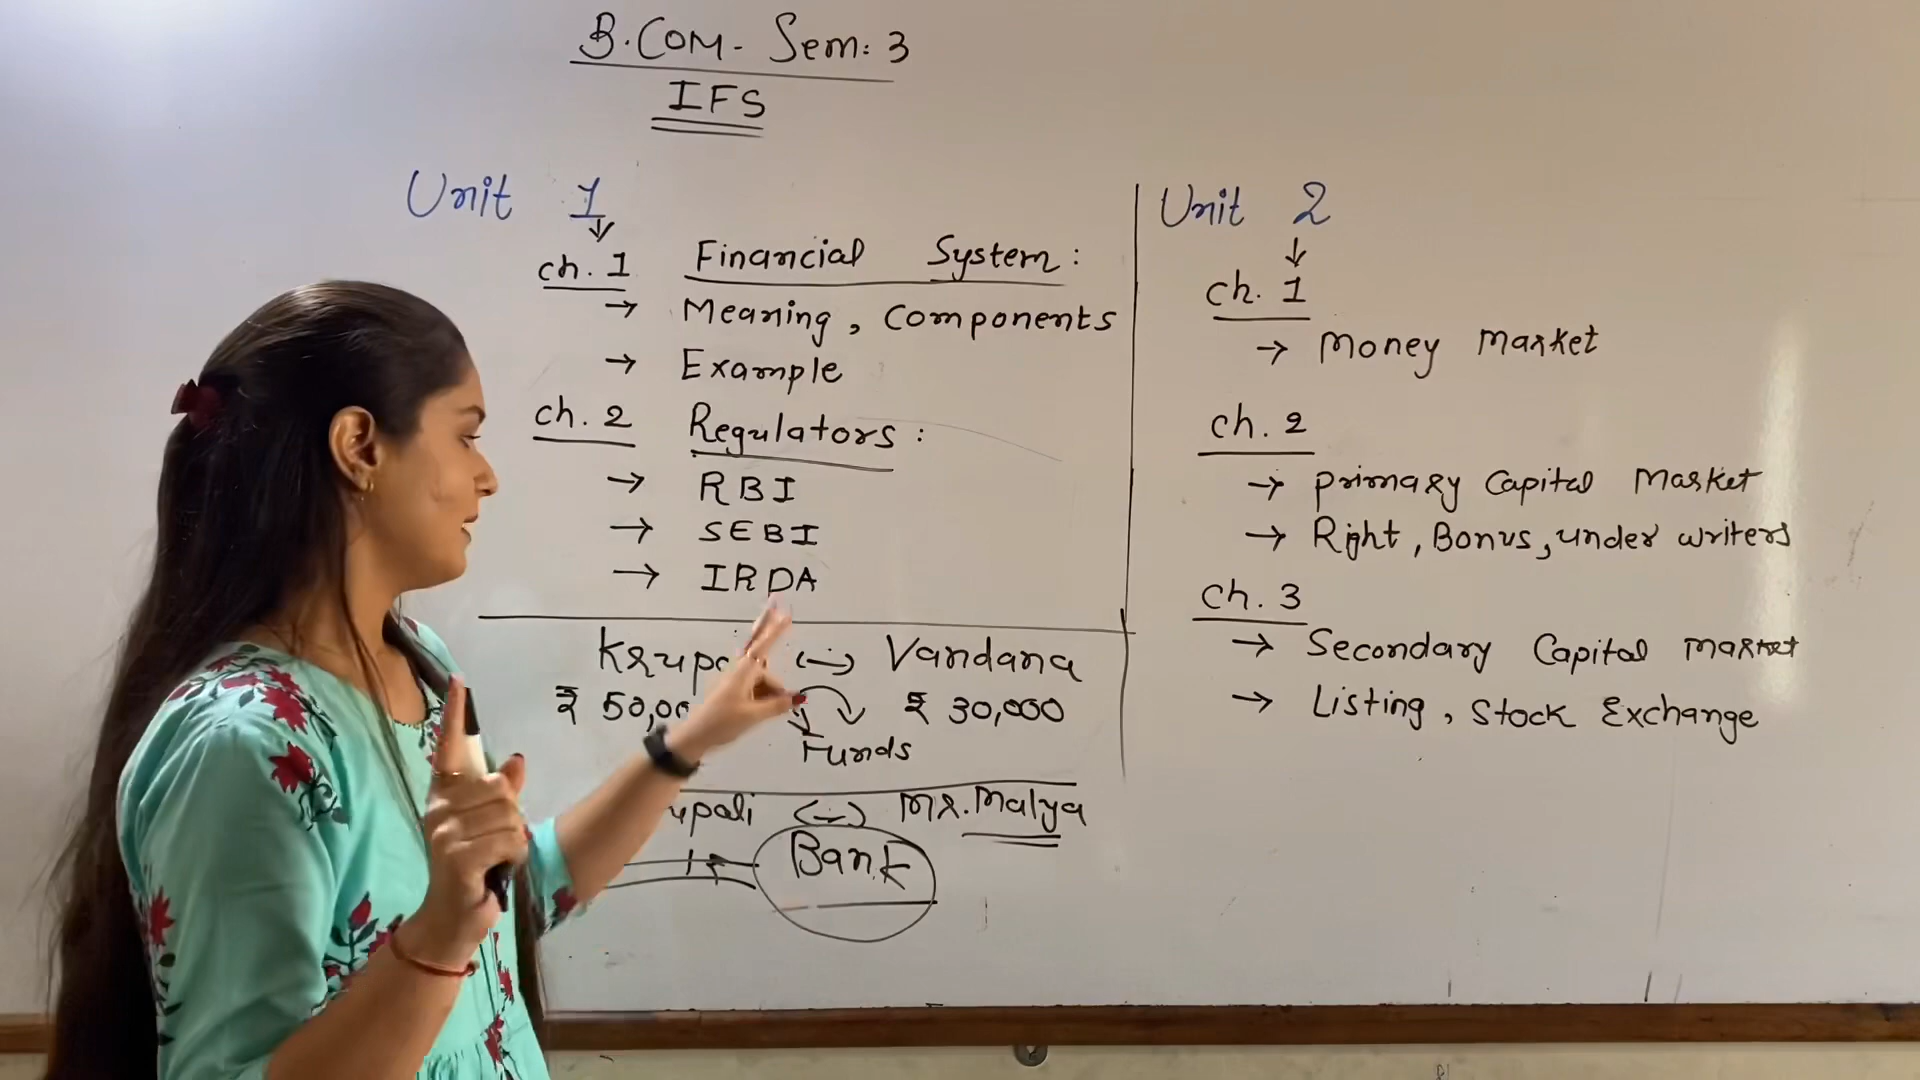 B.COM- Sem: 3
IFS
Unit 1
ch. 1 Financial System:
→ Meaning, Components
→ Example
ch. 2 Regulators:
→ RBI
→ SEBI
→ IRDA
Vandana
₹ 30,000
Funds
Mr. Malya
Bank
Unit 2
ch. 1
→ Money Market
ch. 2
→ Primary Capital Market
→ Right, Bonus, under writers
ch. 3
→ Secondary Capital Market
→ Listing, Stock Exchange